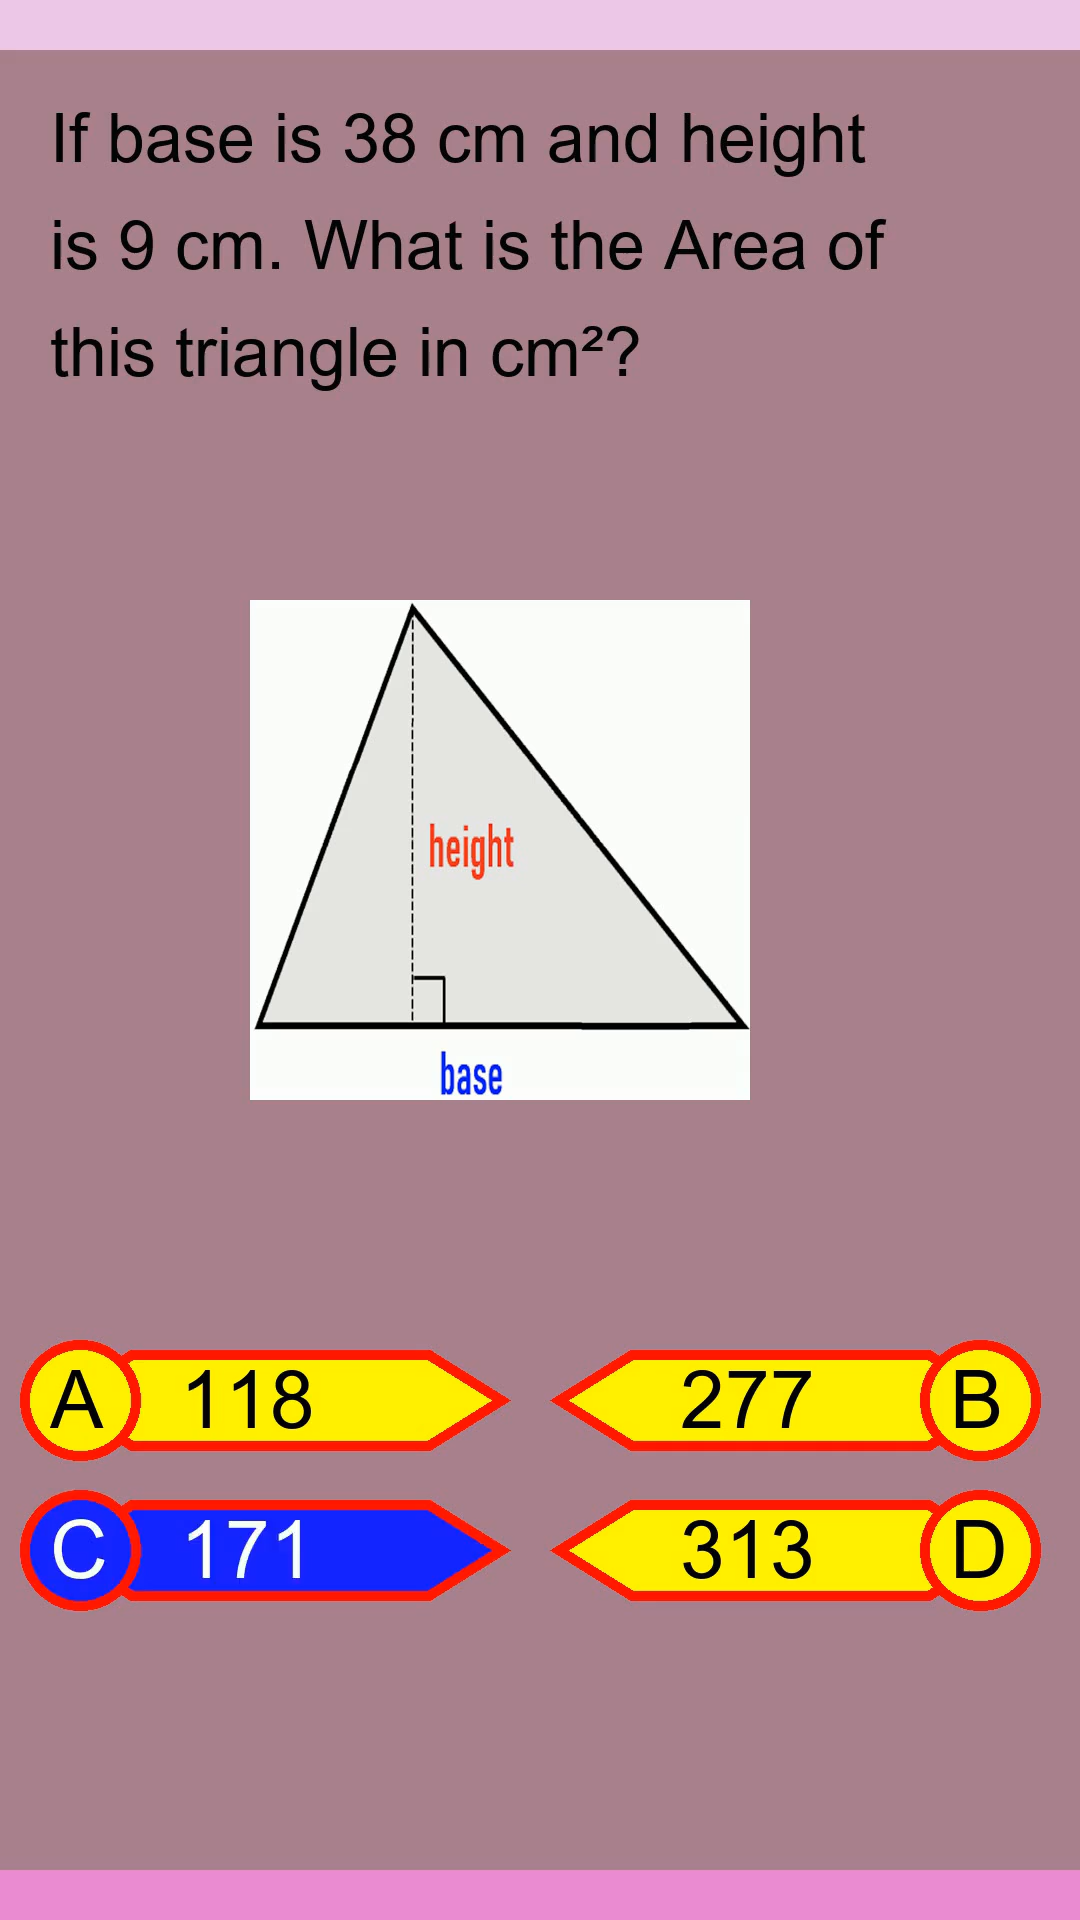 If base is 38 cm and height
is 9 cm. What is the Area of
this triangle in cm²?
height
base
A 118
277 B
C 171
313 D